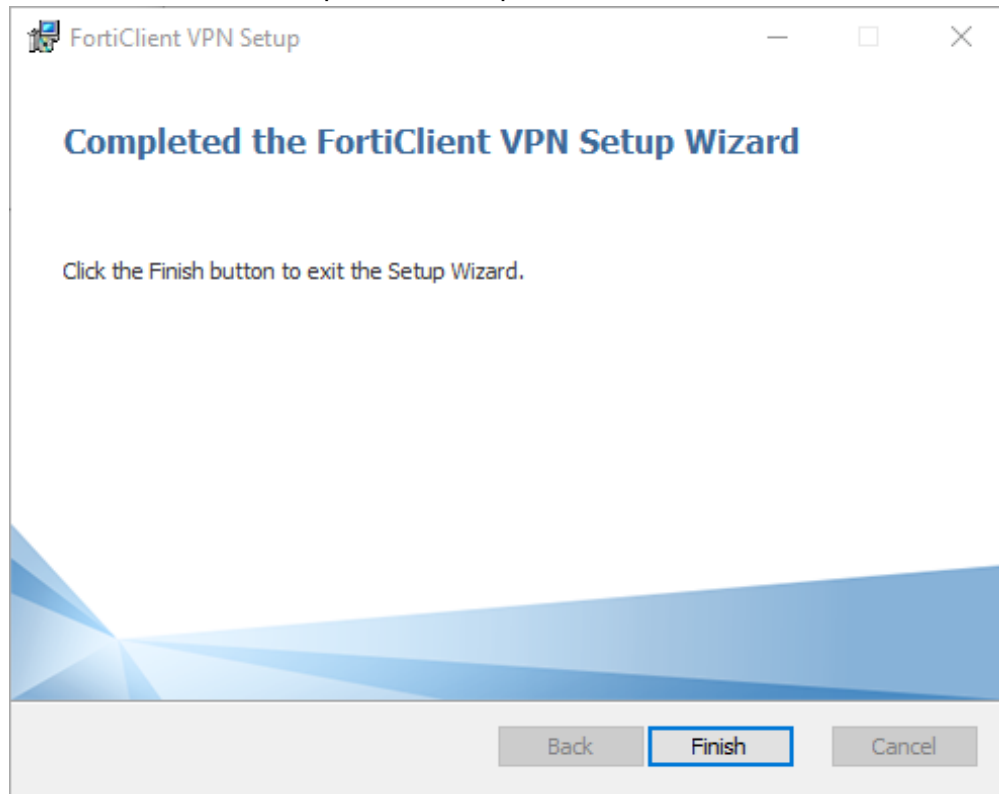 FortiClient VPN Setup
Completed the FortiClient VPN Setup Wizard
Click the Finish button to exit the Setup Wizard.
Back Finish Cancel